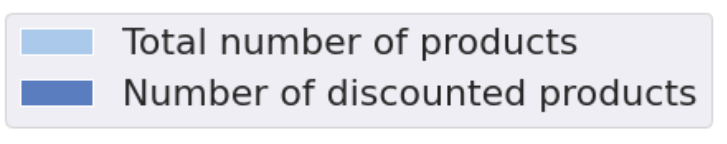 Total number of products
Number of discounted products